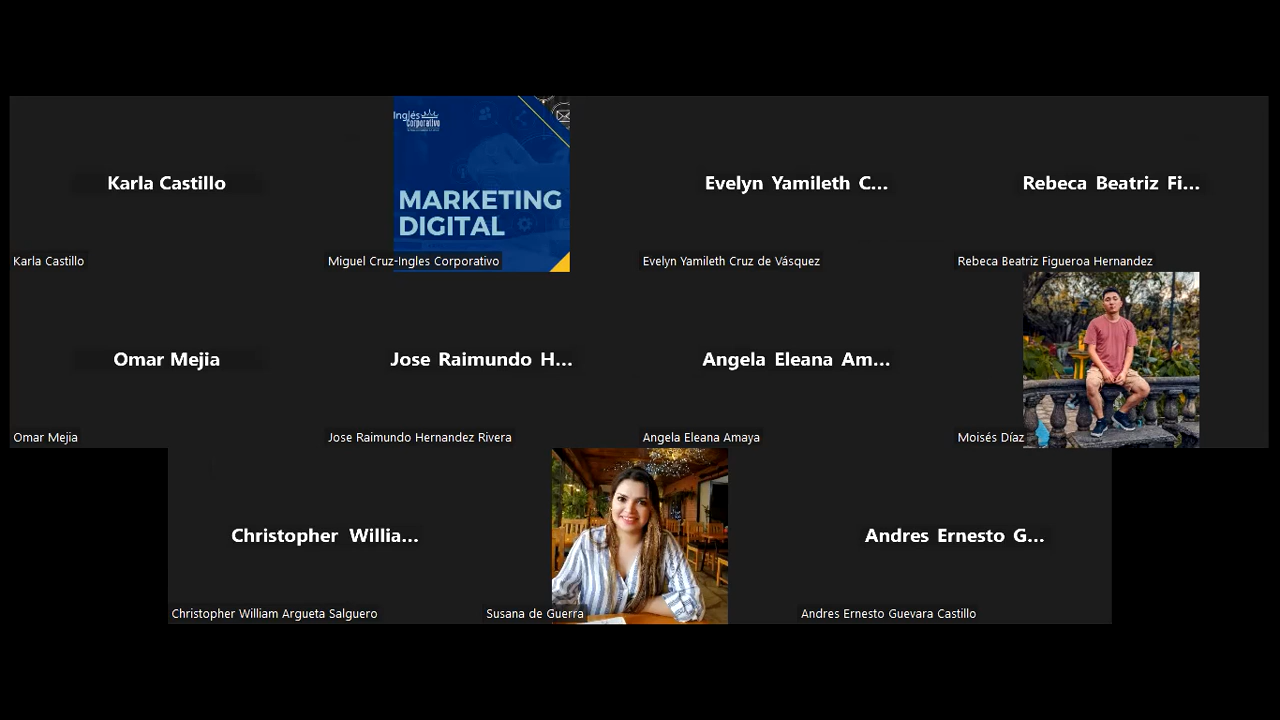 Karla Castillo
Karla Castillo
Inglés
Corporativo
MARKETING
DIGITAL
Miguel Cruz-Ingles Corporativo
Evelyn Yamileth C...
Evelyn Yamileth Cruz de Vásquez
Rebeca Beatriz Fi...
Rebeca Beatriz Figueroa Hernandez
Omar Mejia
Omar Mejia
Jose Raimundo H...
Jose Raimundo Hernandez Rivera
Angela Eleana Am...
Angela Eleana Amaya
Moisés Díaz
Christopher Willia...
Christopher William Argueta Salguero
Susana de Guerra
Andres Ernesto G...
Andres Ernesto Guevara Castillo